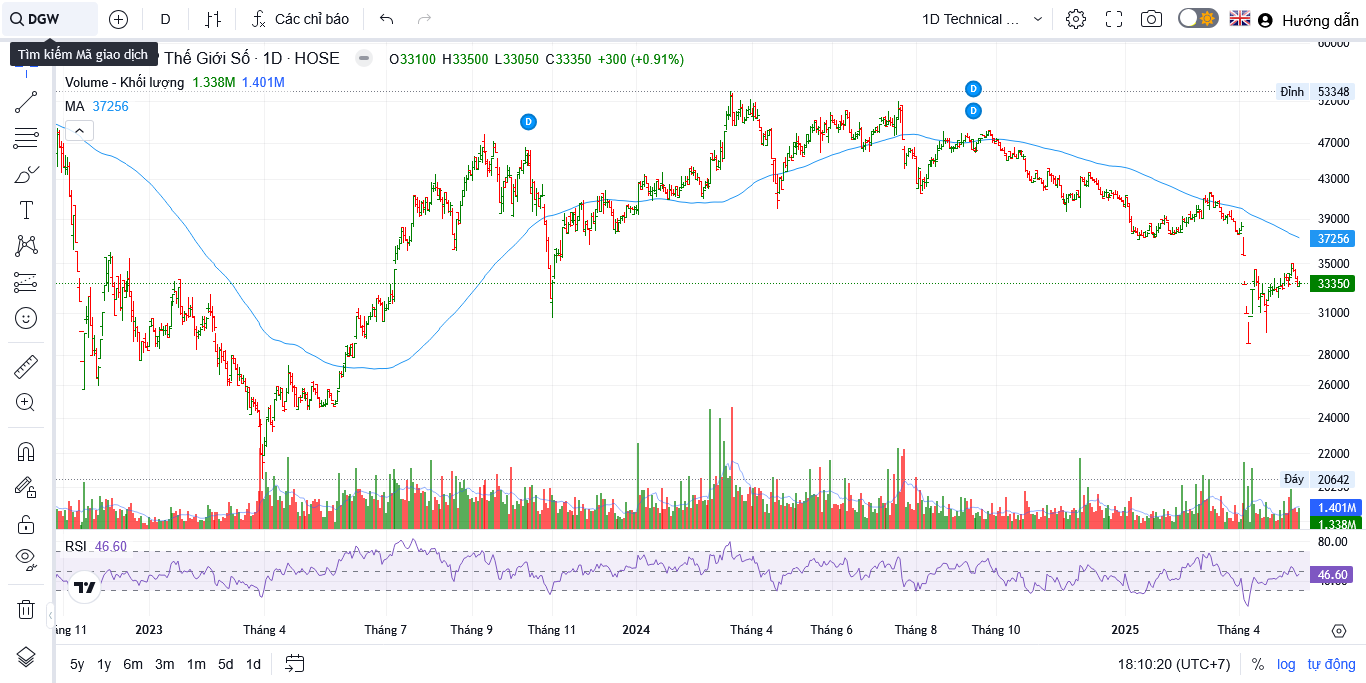 DGW
D
Các chỉ báo
1D Technical ...
Hướng dẫn
Tìm kiếm Mã giao dịch
Thế Giới Số · 1D · HOSE
O33100 H33500 L33050 C33350 +300 (+0.91%)
Volume - Khối lượng 1.338M 1.401M
MA 37256
D
D
D
60000
Đỉnh 53348
52000
47000
43000
39000
37256
35000
33350
31000
28000
26000
24000
22000
Đáy 20642
1.401M
1.338M
RSI 46.60
80.00
46.60
ng 11
2023
Tháng 4
Tháng 7
Tháng 9
Tháng 11
2024
Tháng 4
Tháng 6
Tháng 8
Tháng 10
2025
Tháng 4
5y 1y 6m 3m 1m 5d 1d
18:10:20 (UTC+7)
% log tự động